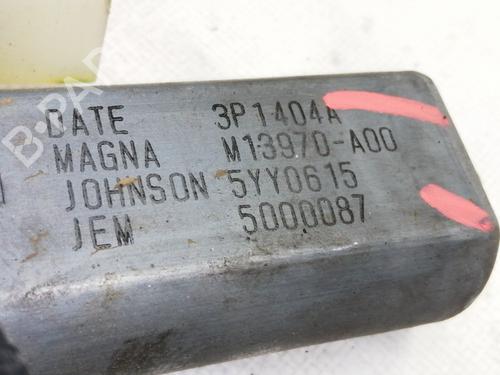 DATE 3P1404A
MAGNA M13970-A00
JOHNSON 5YY0615
JEM 5000087
B-PARTS